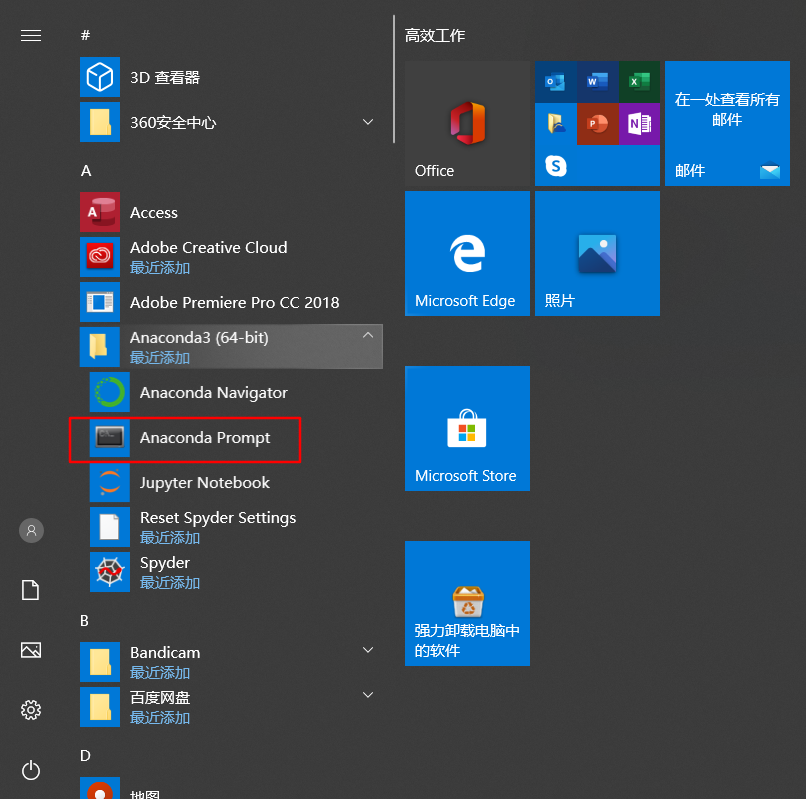 #
3D 查看器
360安全中心
A
Access
Adobe Creative Cloud
最近添加
Adobe Premiere Pro CC 2018
Anaconda3 (64-bit)
最近添加
Anaconda Navigator
Anaconda Prompt
Jupyter Notebook
Reset Spyder Settings
最近添加
Spyder
最近添加
B
Bandicam
最近添加
百度网盘
最近添加
D
地图
高效工作
Office
在一处查看所有
邮件
邮件
Microsoft Edge
照片
Microsoft Store
强力卸载电脑中
的软件